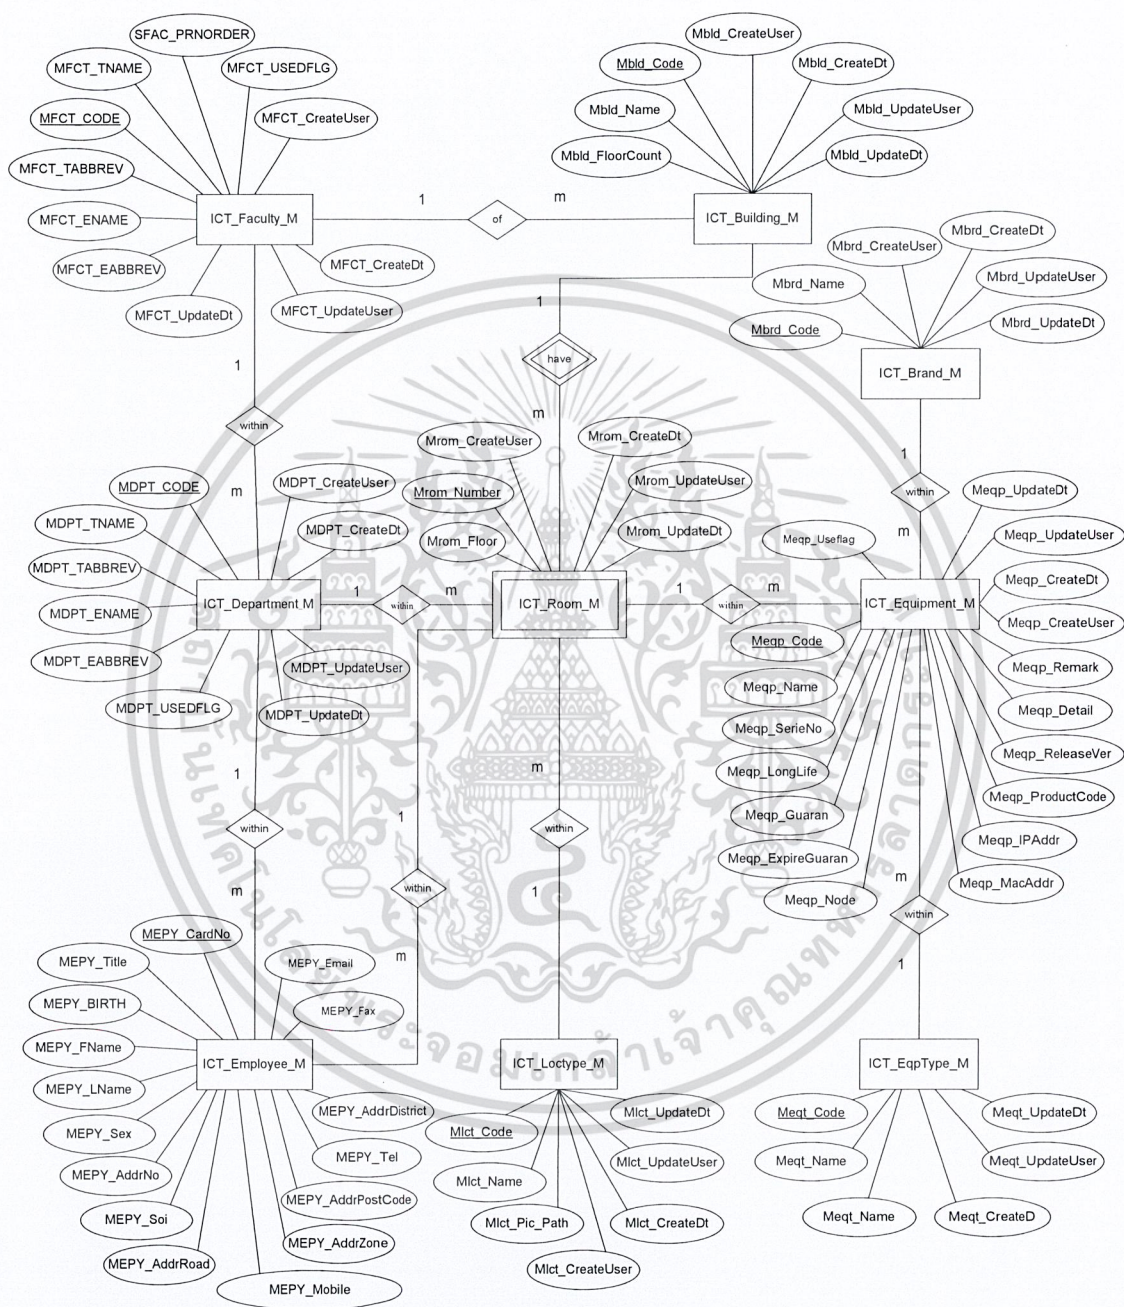 SFAC_PRNORDER
MFCT_TNAME
MFCT_USEDFLG
MFCT_CODE
MFCT_CreateUser
MFCT_TABBREV
MFCT_ENAME
MFCT_EABBREV
MFCT_UpdateDt
MFCT_UpdateUser
MFCT_CreateDt
ICT_Faculty_M
1
of
m
Mbld_CreateUser
Mbld_Code
Mbld_CreateDt
Mbld_Name
Mbld_UpdateUser
Mbld_FloorCount
Mbld_UpdateDt
ICT_Building_M
1
have
m
Mbrd_CreateDt
Mbrd_CreateUser
Mbrd_Name
Mbrd_UpdateUser
Mbrd_Code
Mbrd_UpdateDt
ICT_Brand_M
1
within
m
1
within
m
MDPT_CODE
MDPT_CreateUser
MDPT_TNAME
MDPT_CreateDt
MDPT_TABBREV
MDPT_ENAME
MDPT_EABBREV
MDPT_UpdateUser
MDPT_USEDFLG
MDPT_UpdateDt
ICT_Department_M
1
within
m
Mrom_CreateUser
Mrom_CreateDt
Mrom_Number
Mrom_UpdateUser
Mrom_Floor
Mrom_UpdateDt
ICT_Room_M
1
within
m
Meqp_Useflag
Meqp_UpdateDt
Meqp_UpdateUser
Meqp_CreateDt
Meqp_CreateUser
ICT_Equipment_M
Meqp_Code
Meqp_Remark
Meqp_Name
Meqp_Detail
Meqp_SerieNo
Meqp_ReleaseVer
Meqp_LongLife
Meqp_ProductCode
Meqp_Guaran
Meqp_IPAddr
Meqp_ExpireGuaran
Meqp_MacAddr
Meqp_Node
1
within
m
1
within
m
m
within
1
m
within
1
MEPY_CardNo
MEPY_Title
MEPY_Email
MEPY_BIRTH
MEPY_Fax
MEPY_FName
ICT_Employee_M
MEPY_LName
MEPY_AddrDistrict
MEPY_Sex
MEPY_Tel
MEPY_AddrNo
MEPY_AddrPostCode
MEPY_Soi
MEPY_AddrZone
MEPY_AddrRoad
MEPY_Mobile
ICT_Loctype_M
Mlct_Code
Mlct_UpdateDt
Mlct_Name
Mlct_UpdateUser
Mlct_Pic_Path
Mlct_CreateDt
Mlct_CreateUser
ICT_EqpType_M
Meqt_Code
Meqt_UpdateDt
Meqt_Name
Meqt_UpdateUser
Meqt_Name
Meqt_CreateD